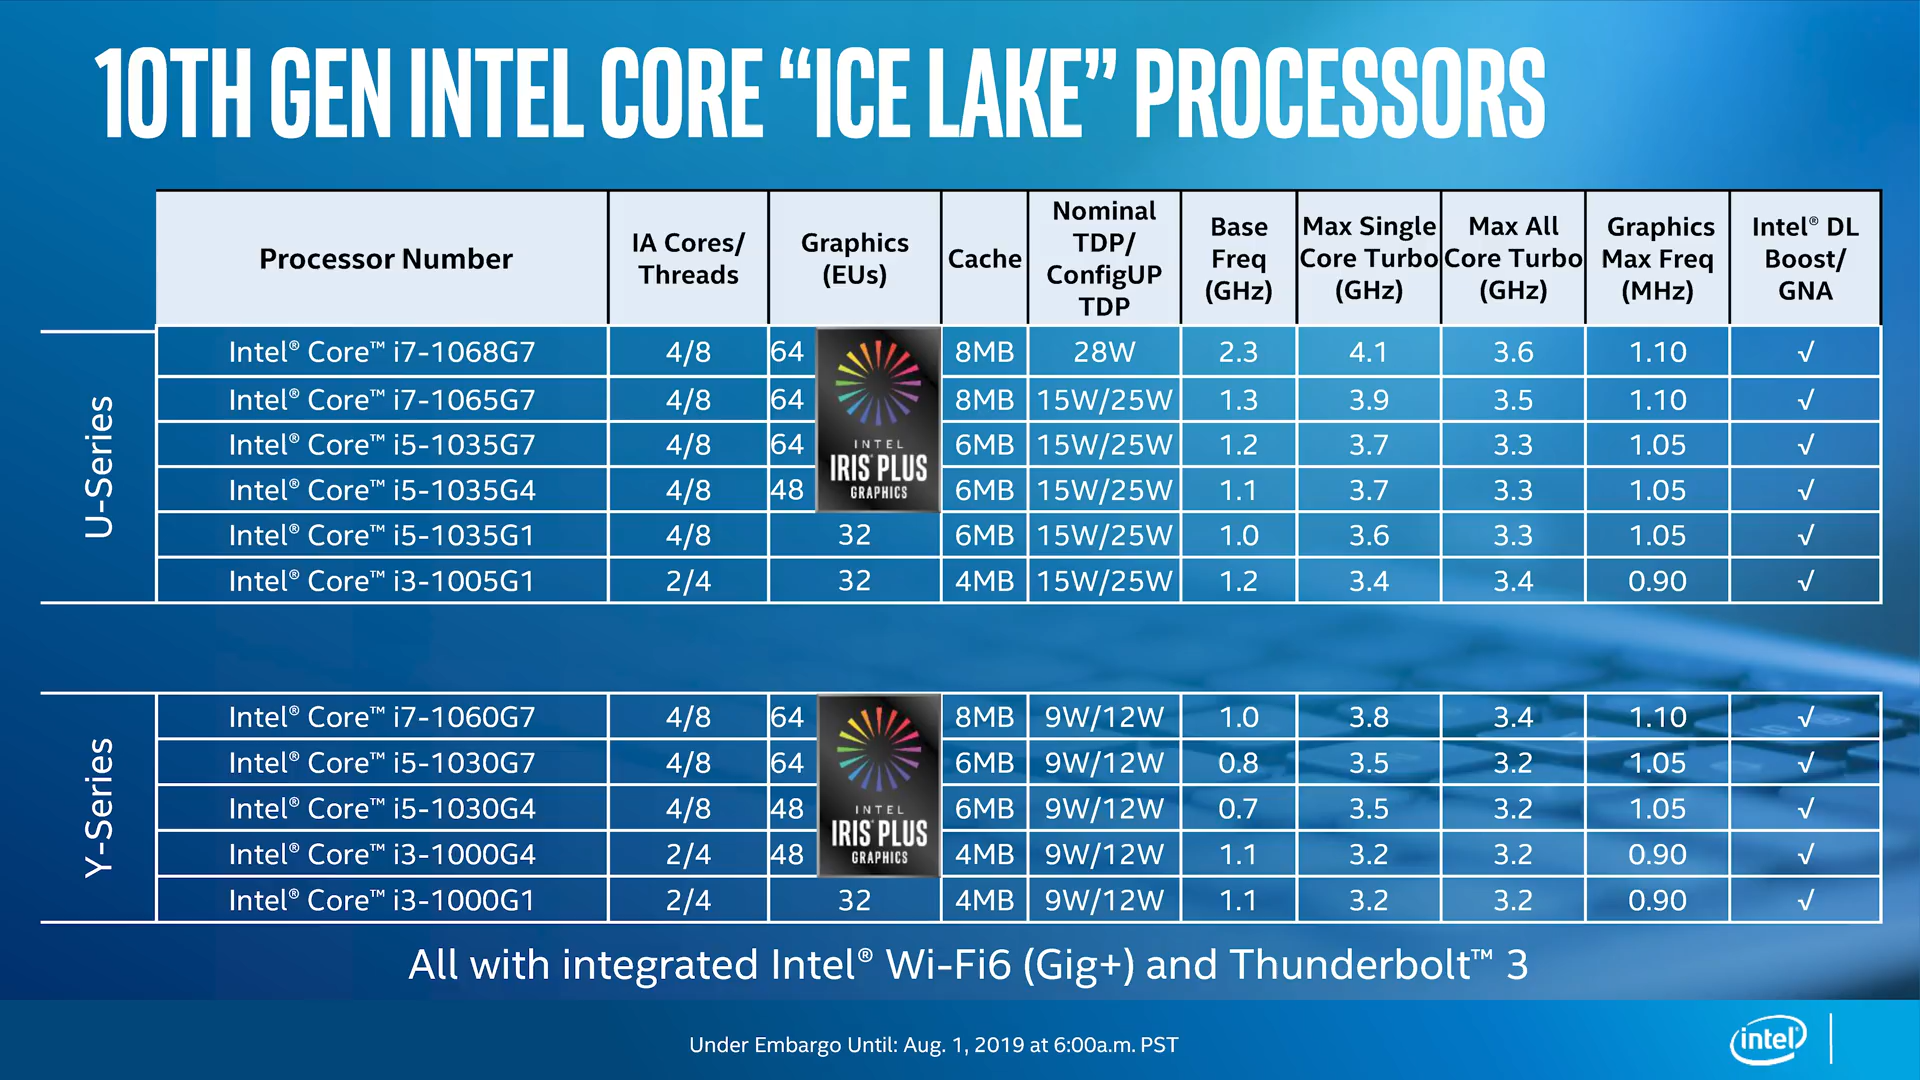 10TH GEN INTEL CORE “ICE LAKE” PROCESSORS
Processor Number IA Cores/Threads Graphics (EUs) Cache Nominal TDP/ConfigUP TDP Base Freq (GHz) Max Single Core Turbo (GHz) Max All Core Turbo (GHz) Graphics Max Freq (MHz) Intel® DL Boost/GNA
U-Series
Intel® Core™ i7-1068G7 4/8 64 8MB 28W 2.3 4.1 3.6 1.10 √
Intel® Core™ i7-1065G7 4/8 64 8MB 15W/25W 1.3 3.9 3.5 1.10 √
Intel® Core™ i5-1035G7 4/8 64 6MB 15W/25W 1.2 3.7 3.3 1.05 √
Intel® Core™ i5-1035G4 4/8 48 6MB 15W/25W 1.1 3.7 3.3 1.05 √
Intel® Core™ i5-1035G1 4/8 32 6MB 15W/25W 1.0 3.6 3.3 1.05 √
Intel® Core™ i3-1005G1 2/4 32 4MB 15W/25W 1.2 3.4 3.4 0.90 √
INTEL
IRIS® PLUS
GRAPHICS
Y-Series
Intel® Core™ i7-1060G7 4/8 64 8MB 9W/12W 1.0 3.8 3.4 1.10 √
Intel® Core™ i5-1030G7 4/8 64 6MB 9W/12W 0.8 3.5 3.2 1.05 √
Intel® Core™ i5-1030G4 4/8 48 6MB 9W/12W 0.7 3.5 3.2 1.05 √
Intel® Core™ i3-1000G4 2/4 48 4MB 9W/12W 1.1 3.2 3.2 0.90 √
Intel® Core™ i3-1000G1 2/4 32 4MB 9W/12W 1.1 3.2 3.2 0.90 √
INTEL
IRIS® PLUS
GRAPHICS
All with integrated Intel® Wi-Fi6 (Gig+) and Thunderbolt™ 3
Under Embargo Until: Aug. 1, 2019 at 6:00a.m. PST
intel®